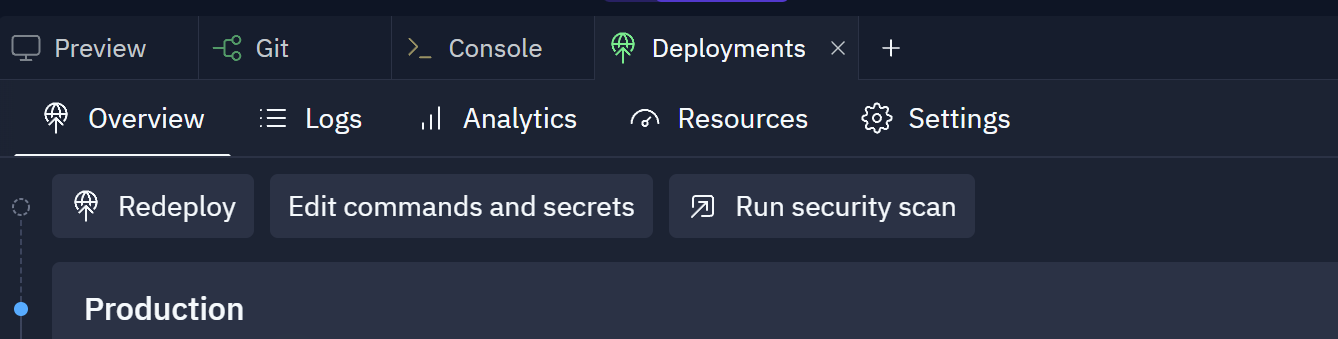 Preview Git Console Deployments
Overview Logs Analytics Resources Settings
Redeploy Edit commands and secrets Run security scan
Production